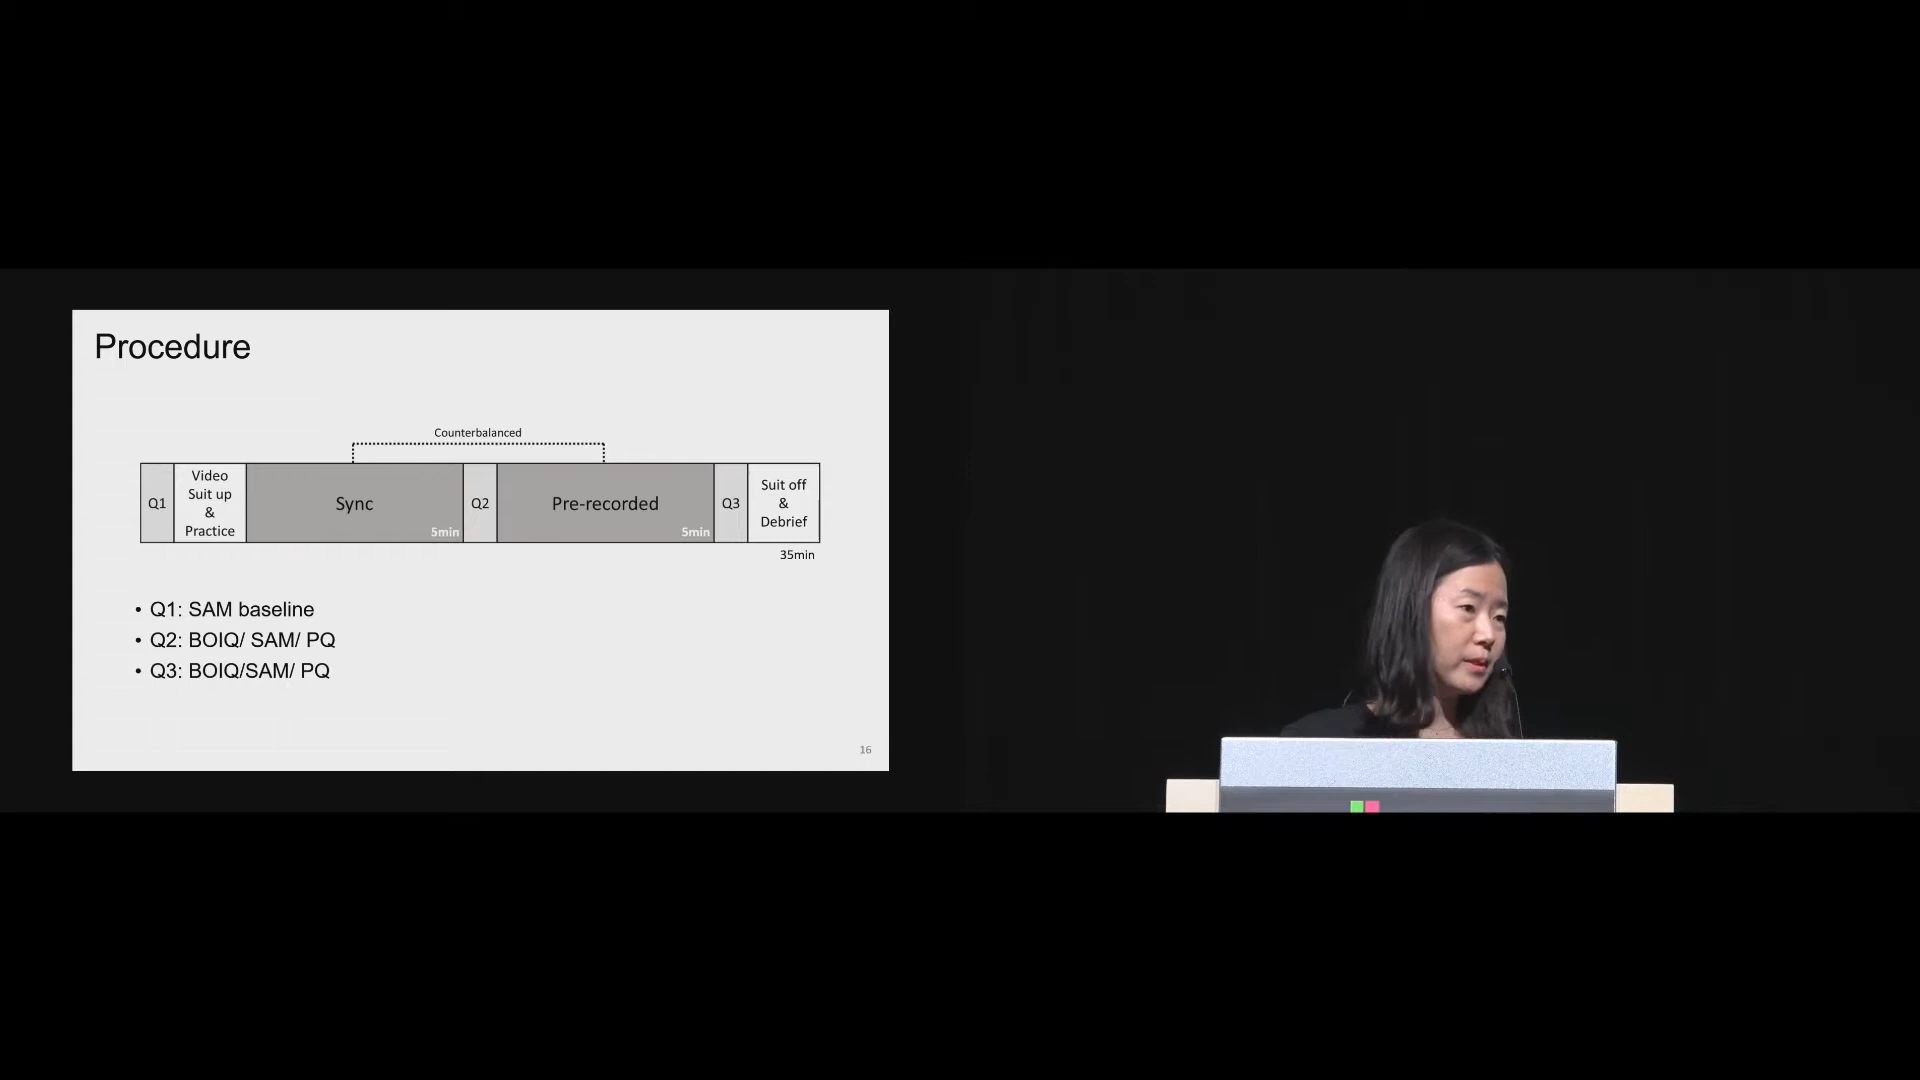 Procedure
Counterbalanced
Q1
Video
Suit up
&
Practice
Sync
5min
Q2
Pre-recorded
5min
Q3
Suit off
&
Debrief
35min
• Q1: SAM baseline
• Q2: BOIQ/ SAM/ PQ
• Q3: BOIQ/SAM/ PQ
16